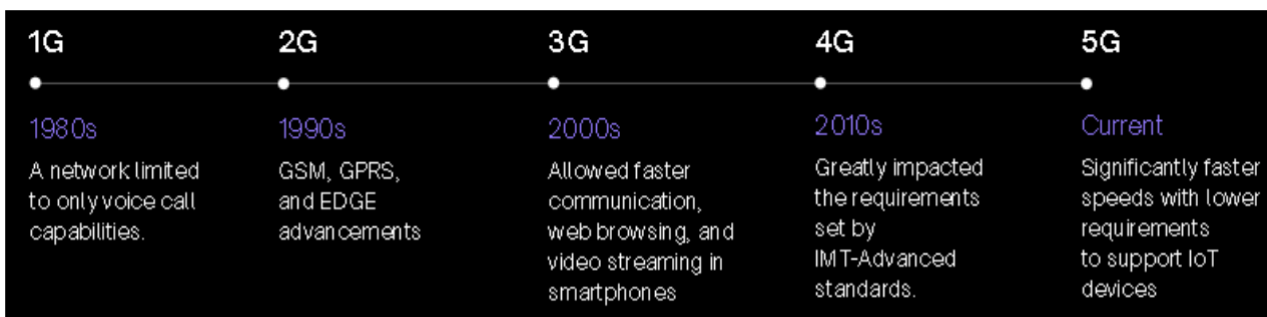 1G
1980s
A network limited
to only voice call
capabilities.
2G
1990s
GSM, GPRS,
and EDGE
advancements
3G
2000s
Allowed faster
communication,
web browsing, and
video streaming in
smartphones
4G
2010s
Greatly impacted
the requirements
set by
IMT-Advanced
standards.
5G
Current
Significantly faster
speeds with lower
requirements
to support IoT
devices